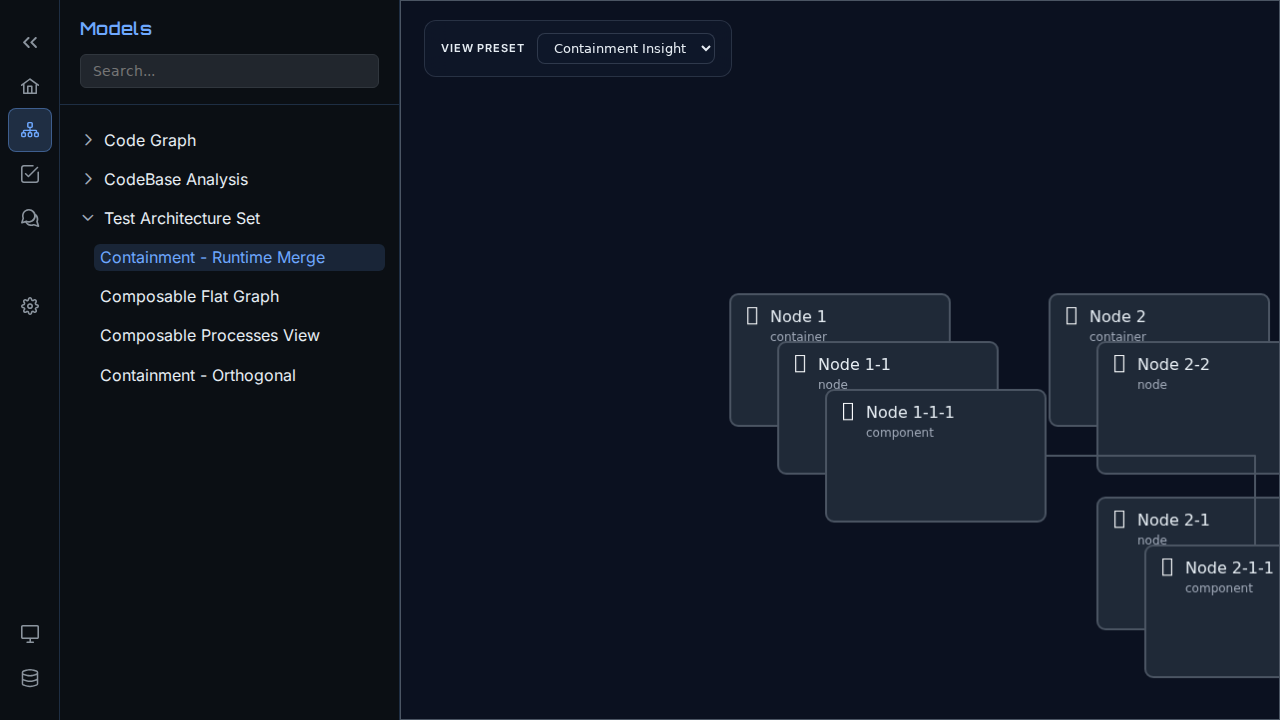 Models
Search...
Code Graph
CodeBase Analysis
Test Architecture Set
Containment - Runtime Merge
Composable Flat Graph
Composable Processes View
Containment - Orthogonal
VIEW PRESET
Containment Insight
Node 1
container
Node 1-1
node
Node 1-1-1
component
Node 2
container
Node 2-2
node
Node 2-1
node
Node 2-1-1
component